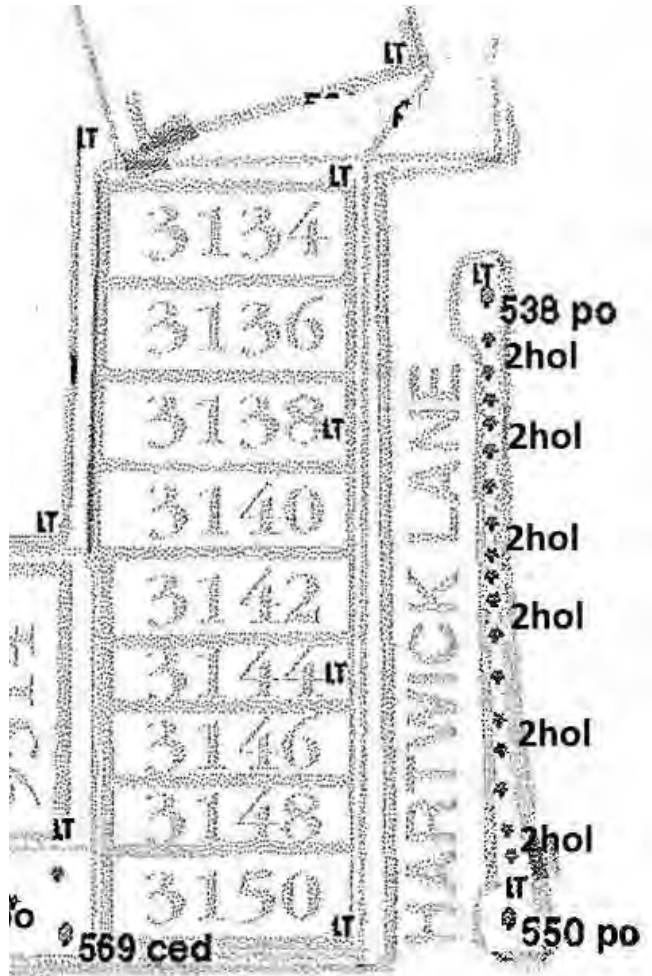 LT
LT
LT
3134
LT
538 po
3136
2hol
3138
LT
2hol
HARTWICK LANE
3140
LT
2hol
3142
2hol
3144
LT
3146
2hol
3148
LT
2hol
LT
3150
LT
550 po
569 ced